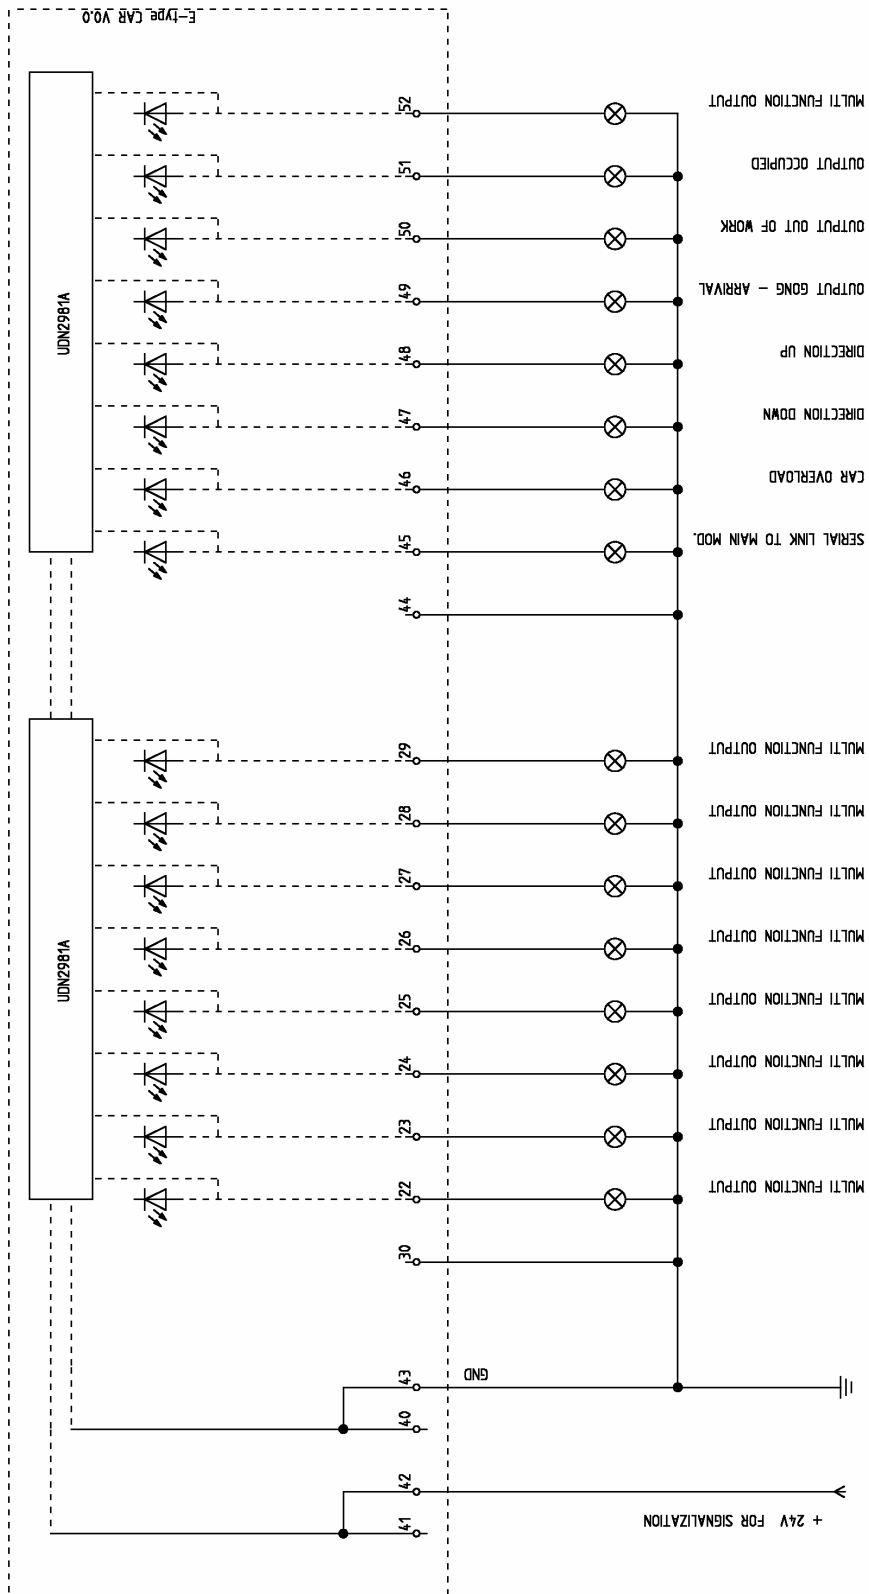 E-type CAR V0.0
UDN2981A
52
MULTI FUNCTION OUTPUT
51
OUTPUT OCCUPIED
50
OUTPUT OUT OF WORK
49
OUTPUT GONG - ARRIVAL
48
DIRECTION UP
47
DIRECTION DOWN
46
CAR OVERLOAD
45
SERIAL LINK TO MAIN MOD.
44
UDN2981A
29
MULTI FUNCTION OUTPUT
28
MULTI FUNCTION OUTPUT
27
MULTI FUNCTION OUTPUT
26
MULTI FUNCTION OUTPUT
25
MULTI FUNCTION OUTPUT
24
MULTI FUNCTION OUTPUT
23
MULTI FUNCTION OUTPUT
22
MULTI FUNCTION OUTPUT
30
43
GND
40
42
41
+ 24V FOR SIGNALIZATION